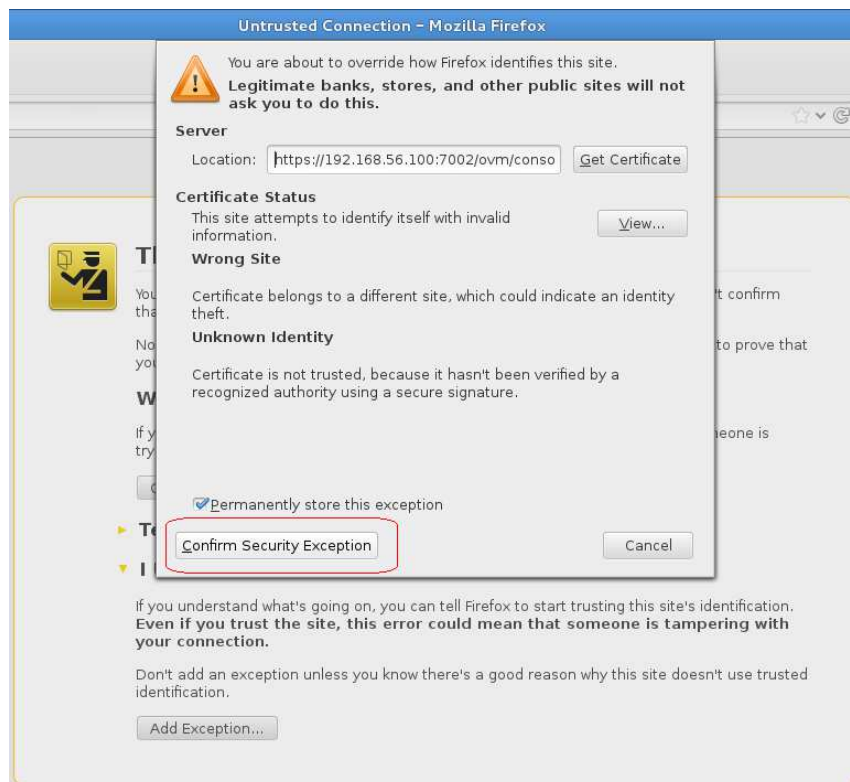 Untrusted Connection - Mozilla Firefox
You are about to override how Firefox identifies this site.
Legitimate banks, stores, and other public sites will not
ask you to do this.
Server
Location: https://192.168.56.100:7002/ovm/conso Get Certificate
Certificate Status
This site attempts to identify itself with invalid
information.
View...
Wrong Site
Certificate belongs to a different site, which could indicate an identity
theft.
Unknown Identity
Certificate is not trusted, because it hasn't been verified by a
recognized authority using a secure signature.
Permanently store this exception
Confirm Security Exception Cancel
confirm
No
to prove that
If
is
I
If you understand what's going on, you can tell Firefox to start trusting this site's identification.
Even if you trust the site, this error could mean that someone is tampering with
your connection.
Don't add an exception unless you know there's a good reason why this site doesn't use trusted
identification.
Add Exception...